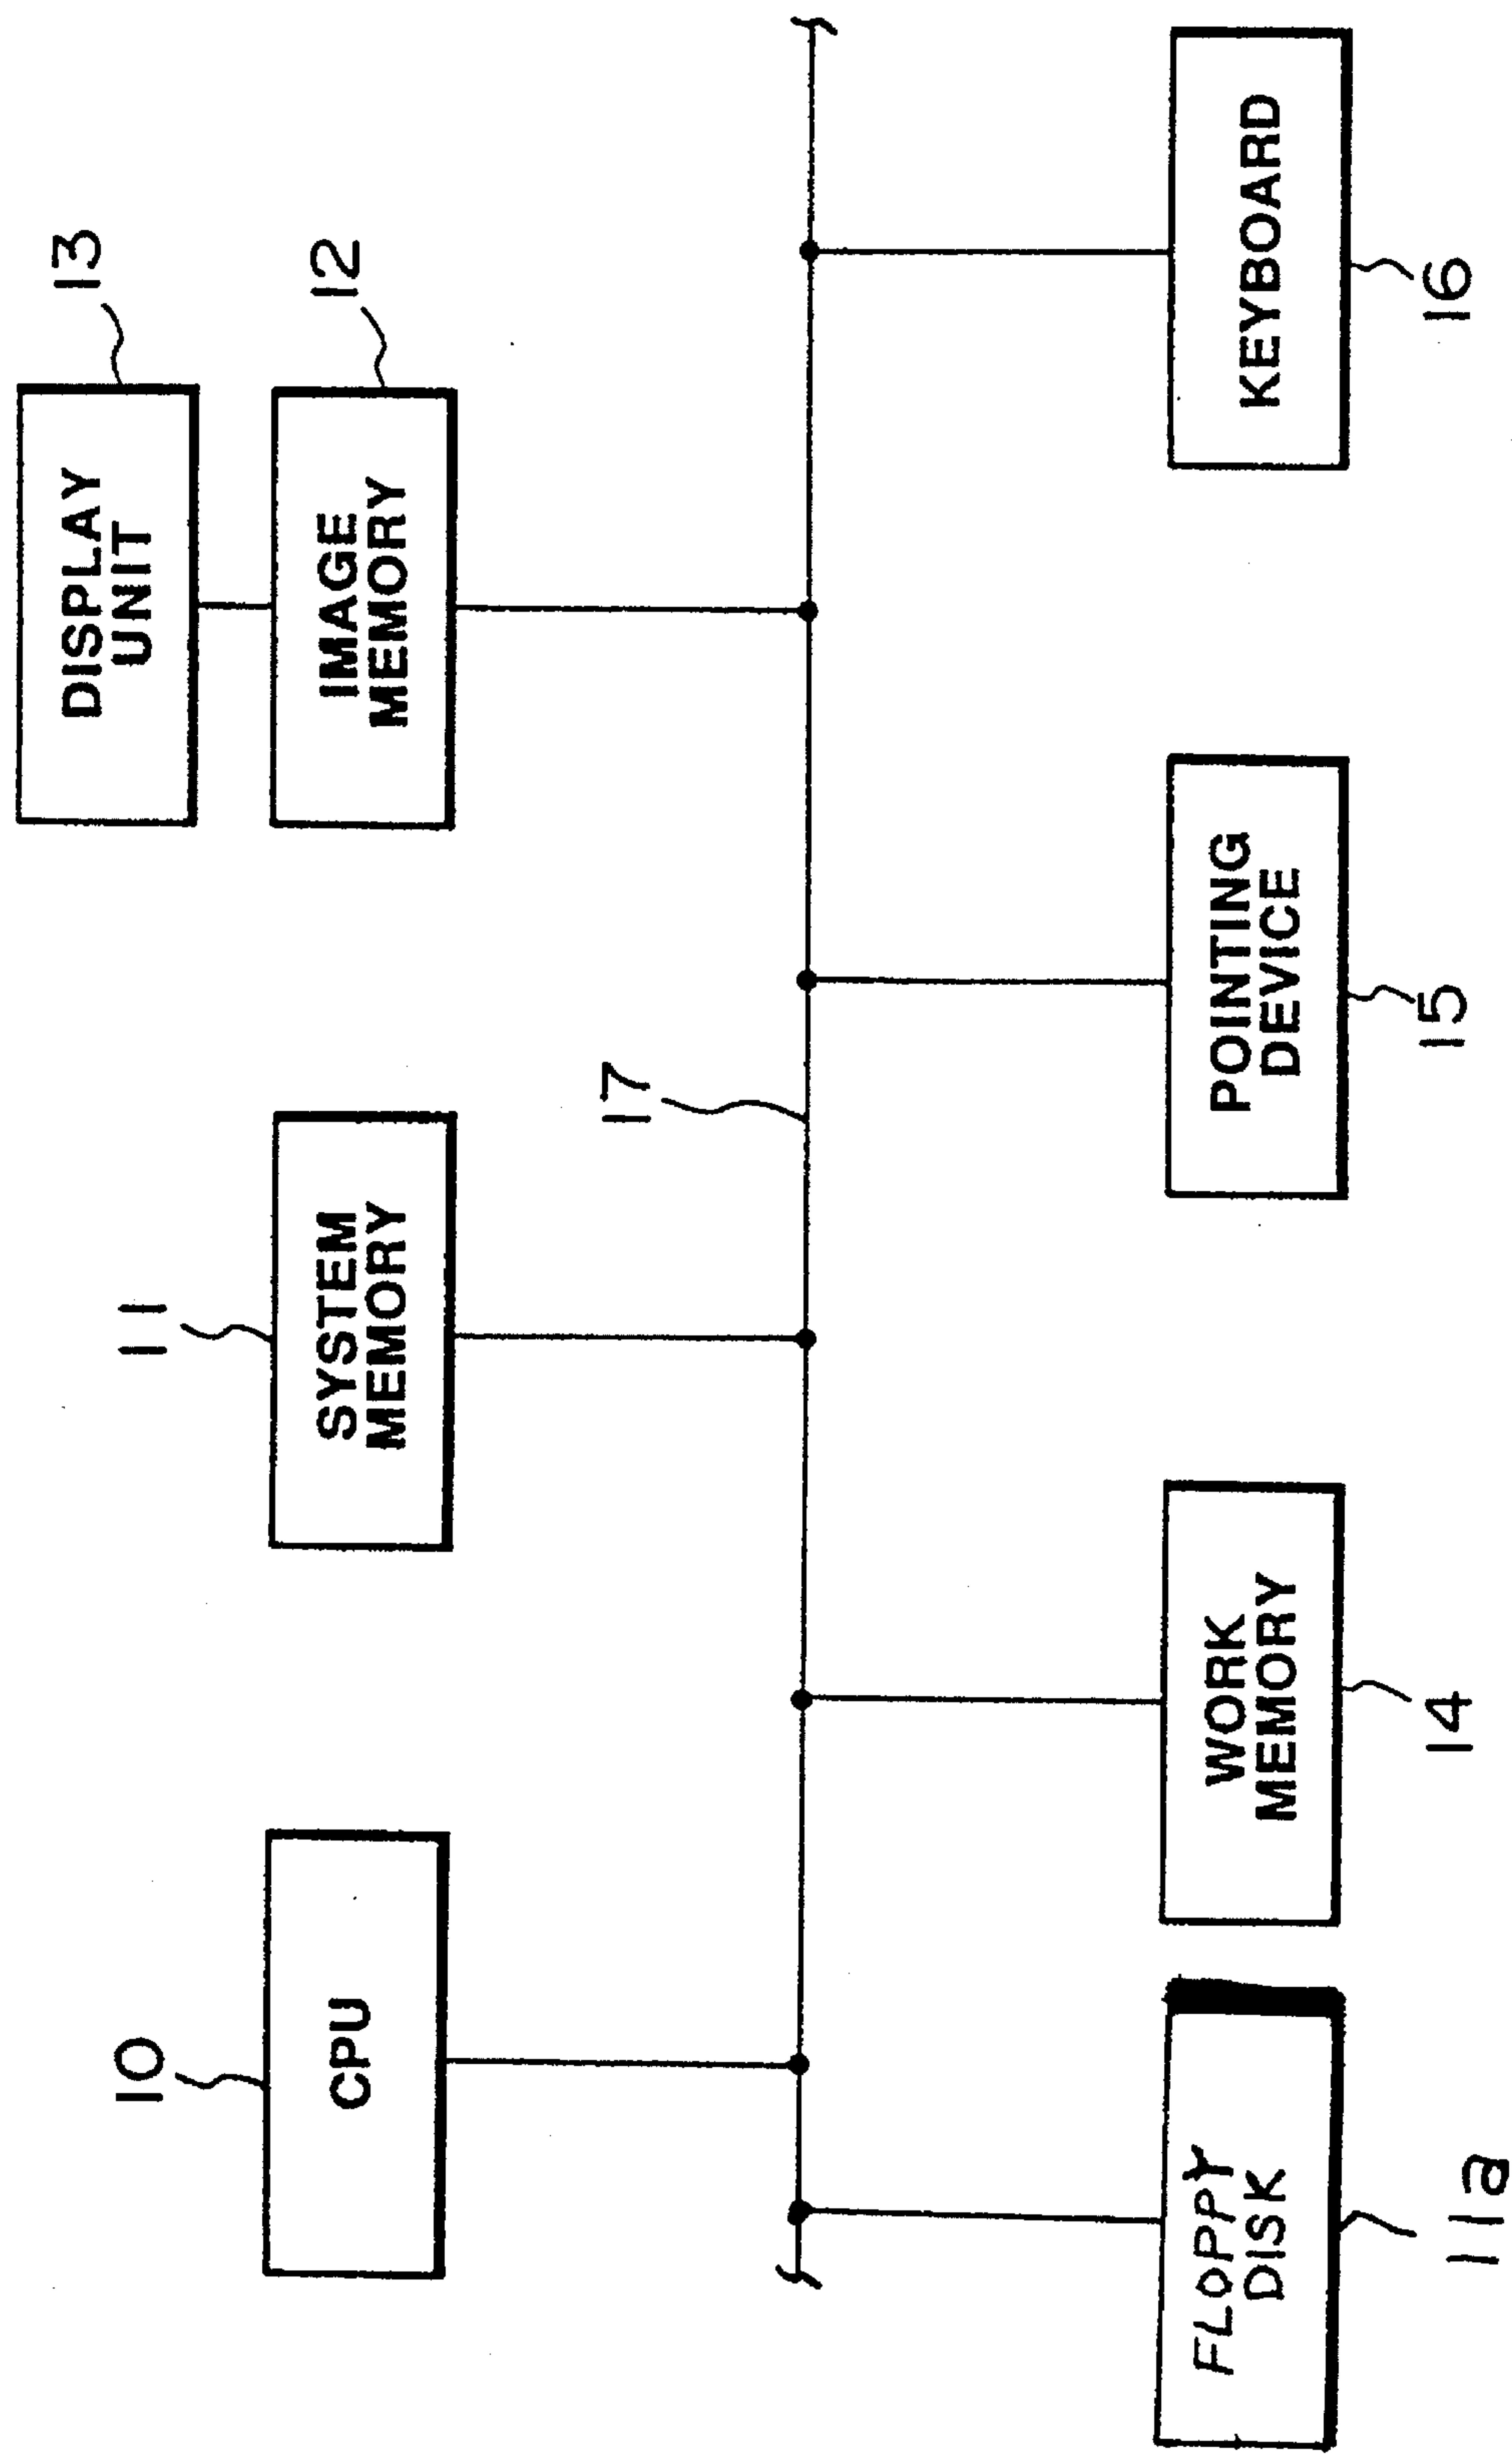 13
DISPLAY
UNIT
10
11
12
CPU
SYSTEM
MEMORY
IMAGE
MEMORY
17
FLOPPY
DISK
WORK
MEMORY
POINTING
DEVICE
KEYBOARD
11a
14
15
16